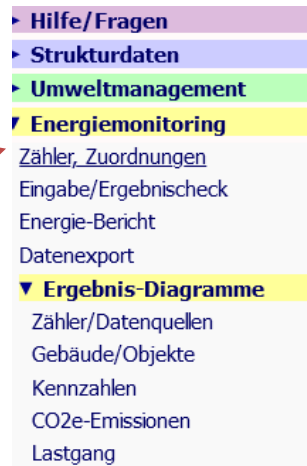 Hilfe/Fragen
Strukturdaten
Umweltmanagement
Energiemonitoring
Zähler, Zuordnungen
Eingabe/Ergebnischeck
Energie-Bericht
Datenexport
Ergebnis-Diagramme
Zähler/Datenquellen
Gebäude/Objekte
Kennzahlen
CO2e-Emissionen
Lastgang